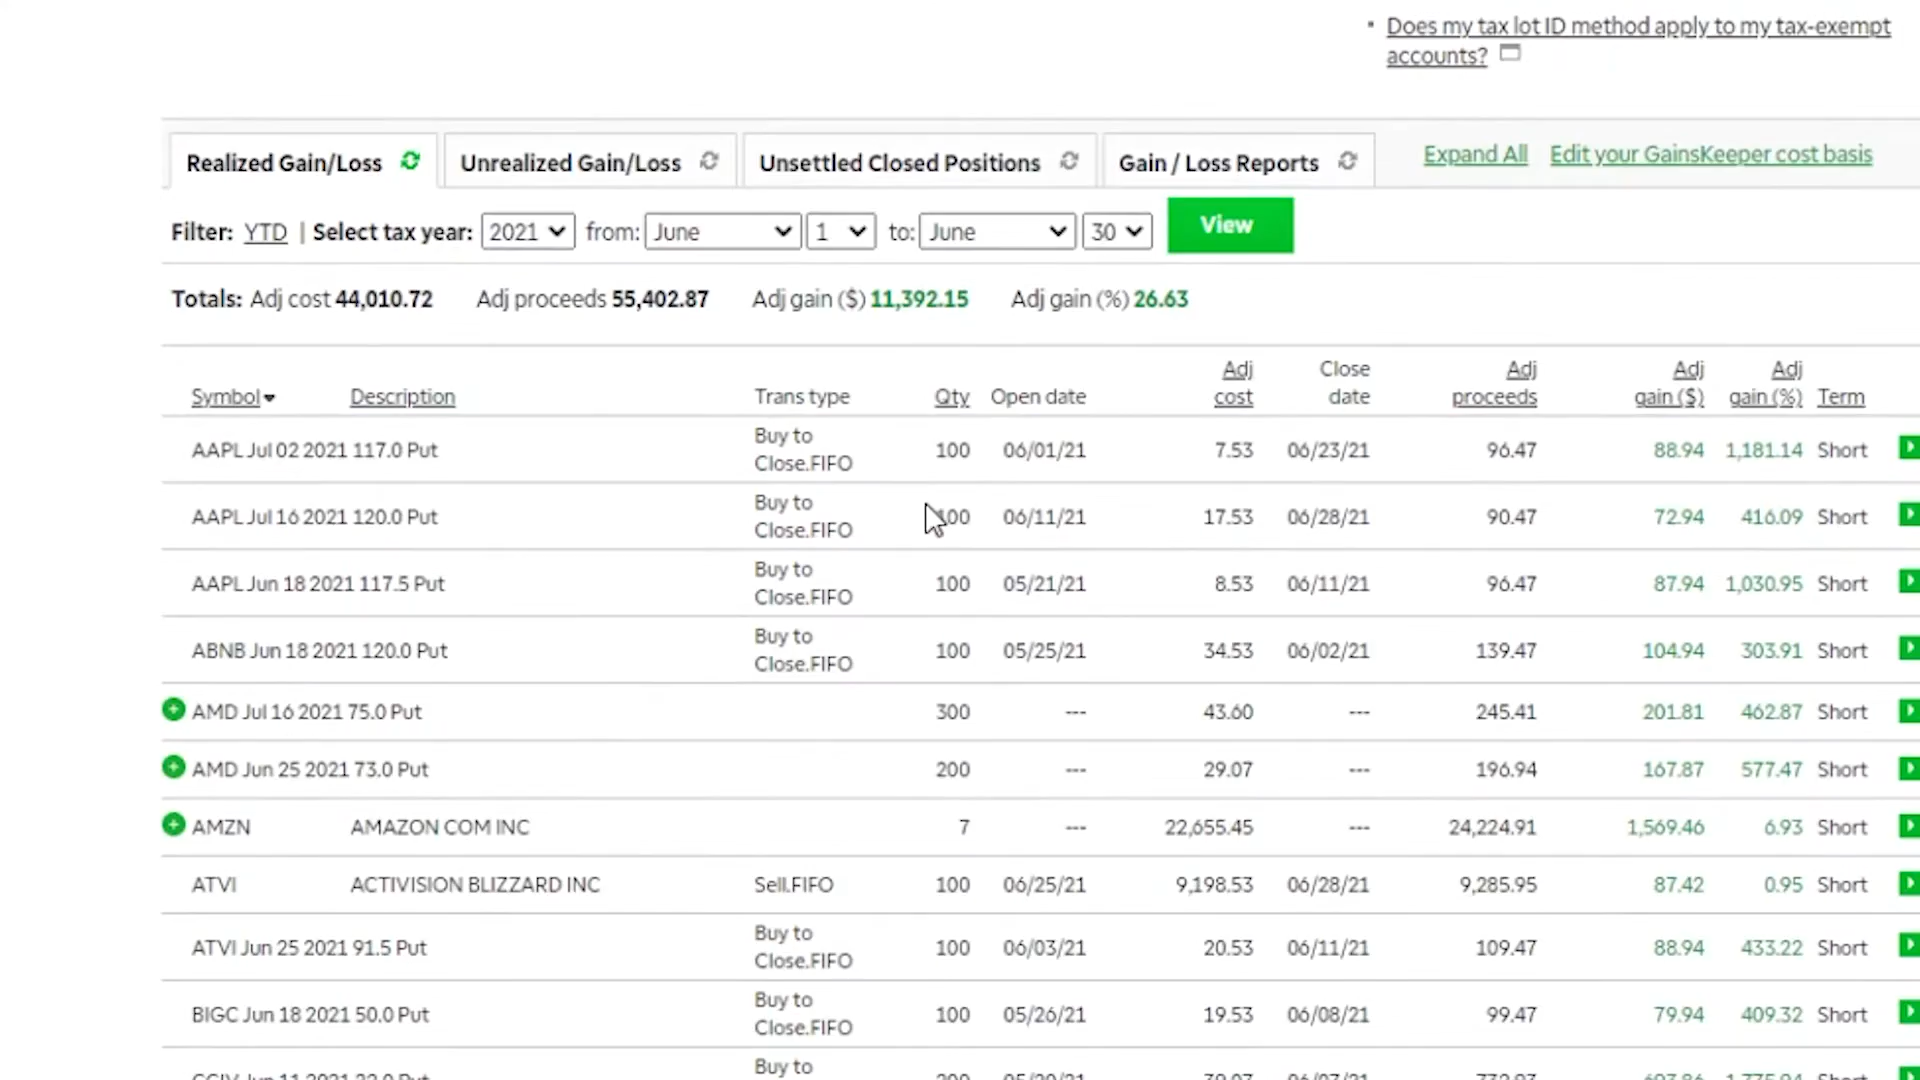 Does my tax lot ID method apply to my tax-exempt
accounts?
Realized Gain/Loss Unrealized Gain/Loss Unsettled Closed Positions Gain / Loss Reports Expand All Edit your GainsKeeper cost basis
Filter: YTD | Select tax year: 2021 from: June 1 to: June 30 View
Totals: Adj cost 44,010.72 Adj proceeds 55,402.87 Adj gain ($) 11,392.15 Adj gain (%) 26.63
Symbol Description Trans type Qty Open date Adj cost Close date Adj proceeds Adj gain ($) Adj gain (%) Term
AAPL Jul 02 2021 117.0 Put Buy to Close.FIFO 100 06/01/21 7.53 06/23/21 96.47 88.94 1,181.14 Short
AAPL Jul 16 2021 120.0 Put Buy to Close.FIFO 100 06/11/21 17.53 06/28/21 90.47 72.94 416.09 Short
AAPL Jun 18 2021 117.5 Put Buy to Close.FIFO 100 05/21/21 8.53 06/11/21 96.47 87.94 1,030.95 Short
ABNB Jun 18 2021 120.0 Put Buy to Close.FIFO 100 05/25/21 34.53 06/02/21 139.47 104.94 303.91 Short
AMD Jul 16 2021 75.0 Put 300 --- 43.60 --- 245.41 201.81 462.87 Short
AMD Jun 25 2021 73.0 Put 200 --- 29.07 --- 196.94 167.87 577.47 Short
AMZN AMAZON COM INC 7 --- 22,655.45 --- 24,224.91 1,569.46 6.93 Short
ATVI ACTIVISION BLIZZARD INC Sell.FIFO 100 06/25/21 9,198.53 06/28/21 9,285.95 87.42 0.95 Short
ATVI Jun 25 2021 91.5 Put Buy to Close.FIFO 100 06/03/21 20.53 06/11/21 109.47 88.94 433.22 Short
BIGC Jun 18 2021 50.0 Put Buy to Close.FIFO 100 05/26/21 19.53 06/08/21 99.47 79.94 409.32 Short
Buy to